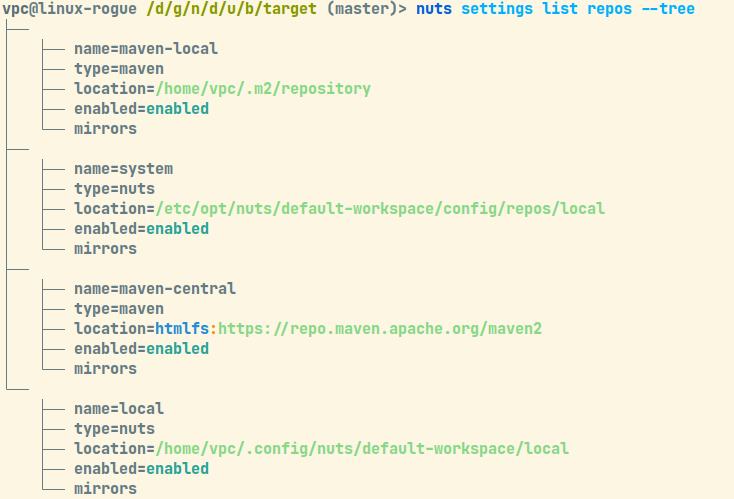 vpc@linux-rogue /d/g/n/d/u/b/target (master)> nuts settings list repos --tree
name=maven-local
type=maven
location=/home/vpc/.m2/repository
enabled=enabled
mirrors
name=system
type=nuts
location=/etc/opt/nuts/default-workspace/config/repos/local
enabled=enabled
mirrors
name=maven-central
type=maven
location=htmlfs:https://repo.maven.apache.org/maven2
enabled=enabled
mirrors
name=local
type=nuts
location=/home/vpc/.config/nuts/default-workspace/local
enabled=enabled
mirrors